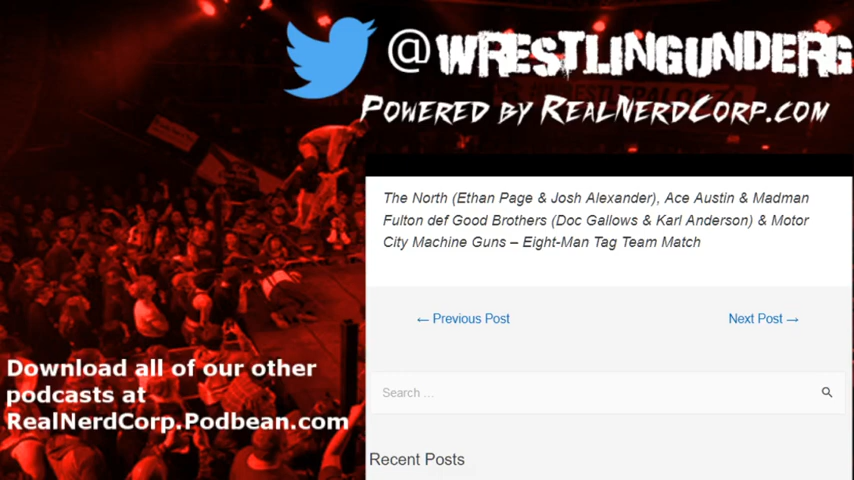 @WRESTLINGUNDERG
POWERED BY REALNERDCORP.COM
The North (Ethan Page & Josh Alexander), Ace Austin & Madman
Fulton def Good Brothers (Doc Gallows & Karl Anderson) & Motor
City Machine Guns – Eight-Man Tag Team Match
← Previous Post
Next Post →
Search ...
Recent Posts
Download all of our other
podcasts at
RealNerdCorp.Podbean.com